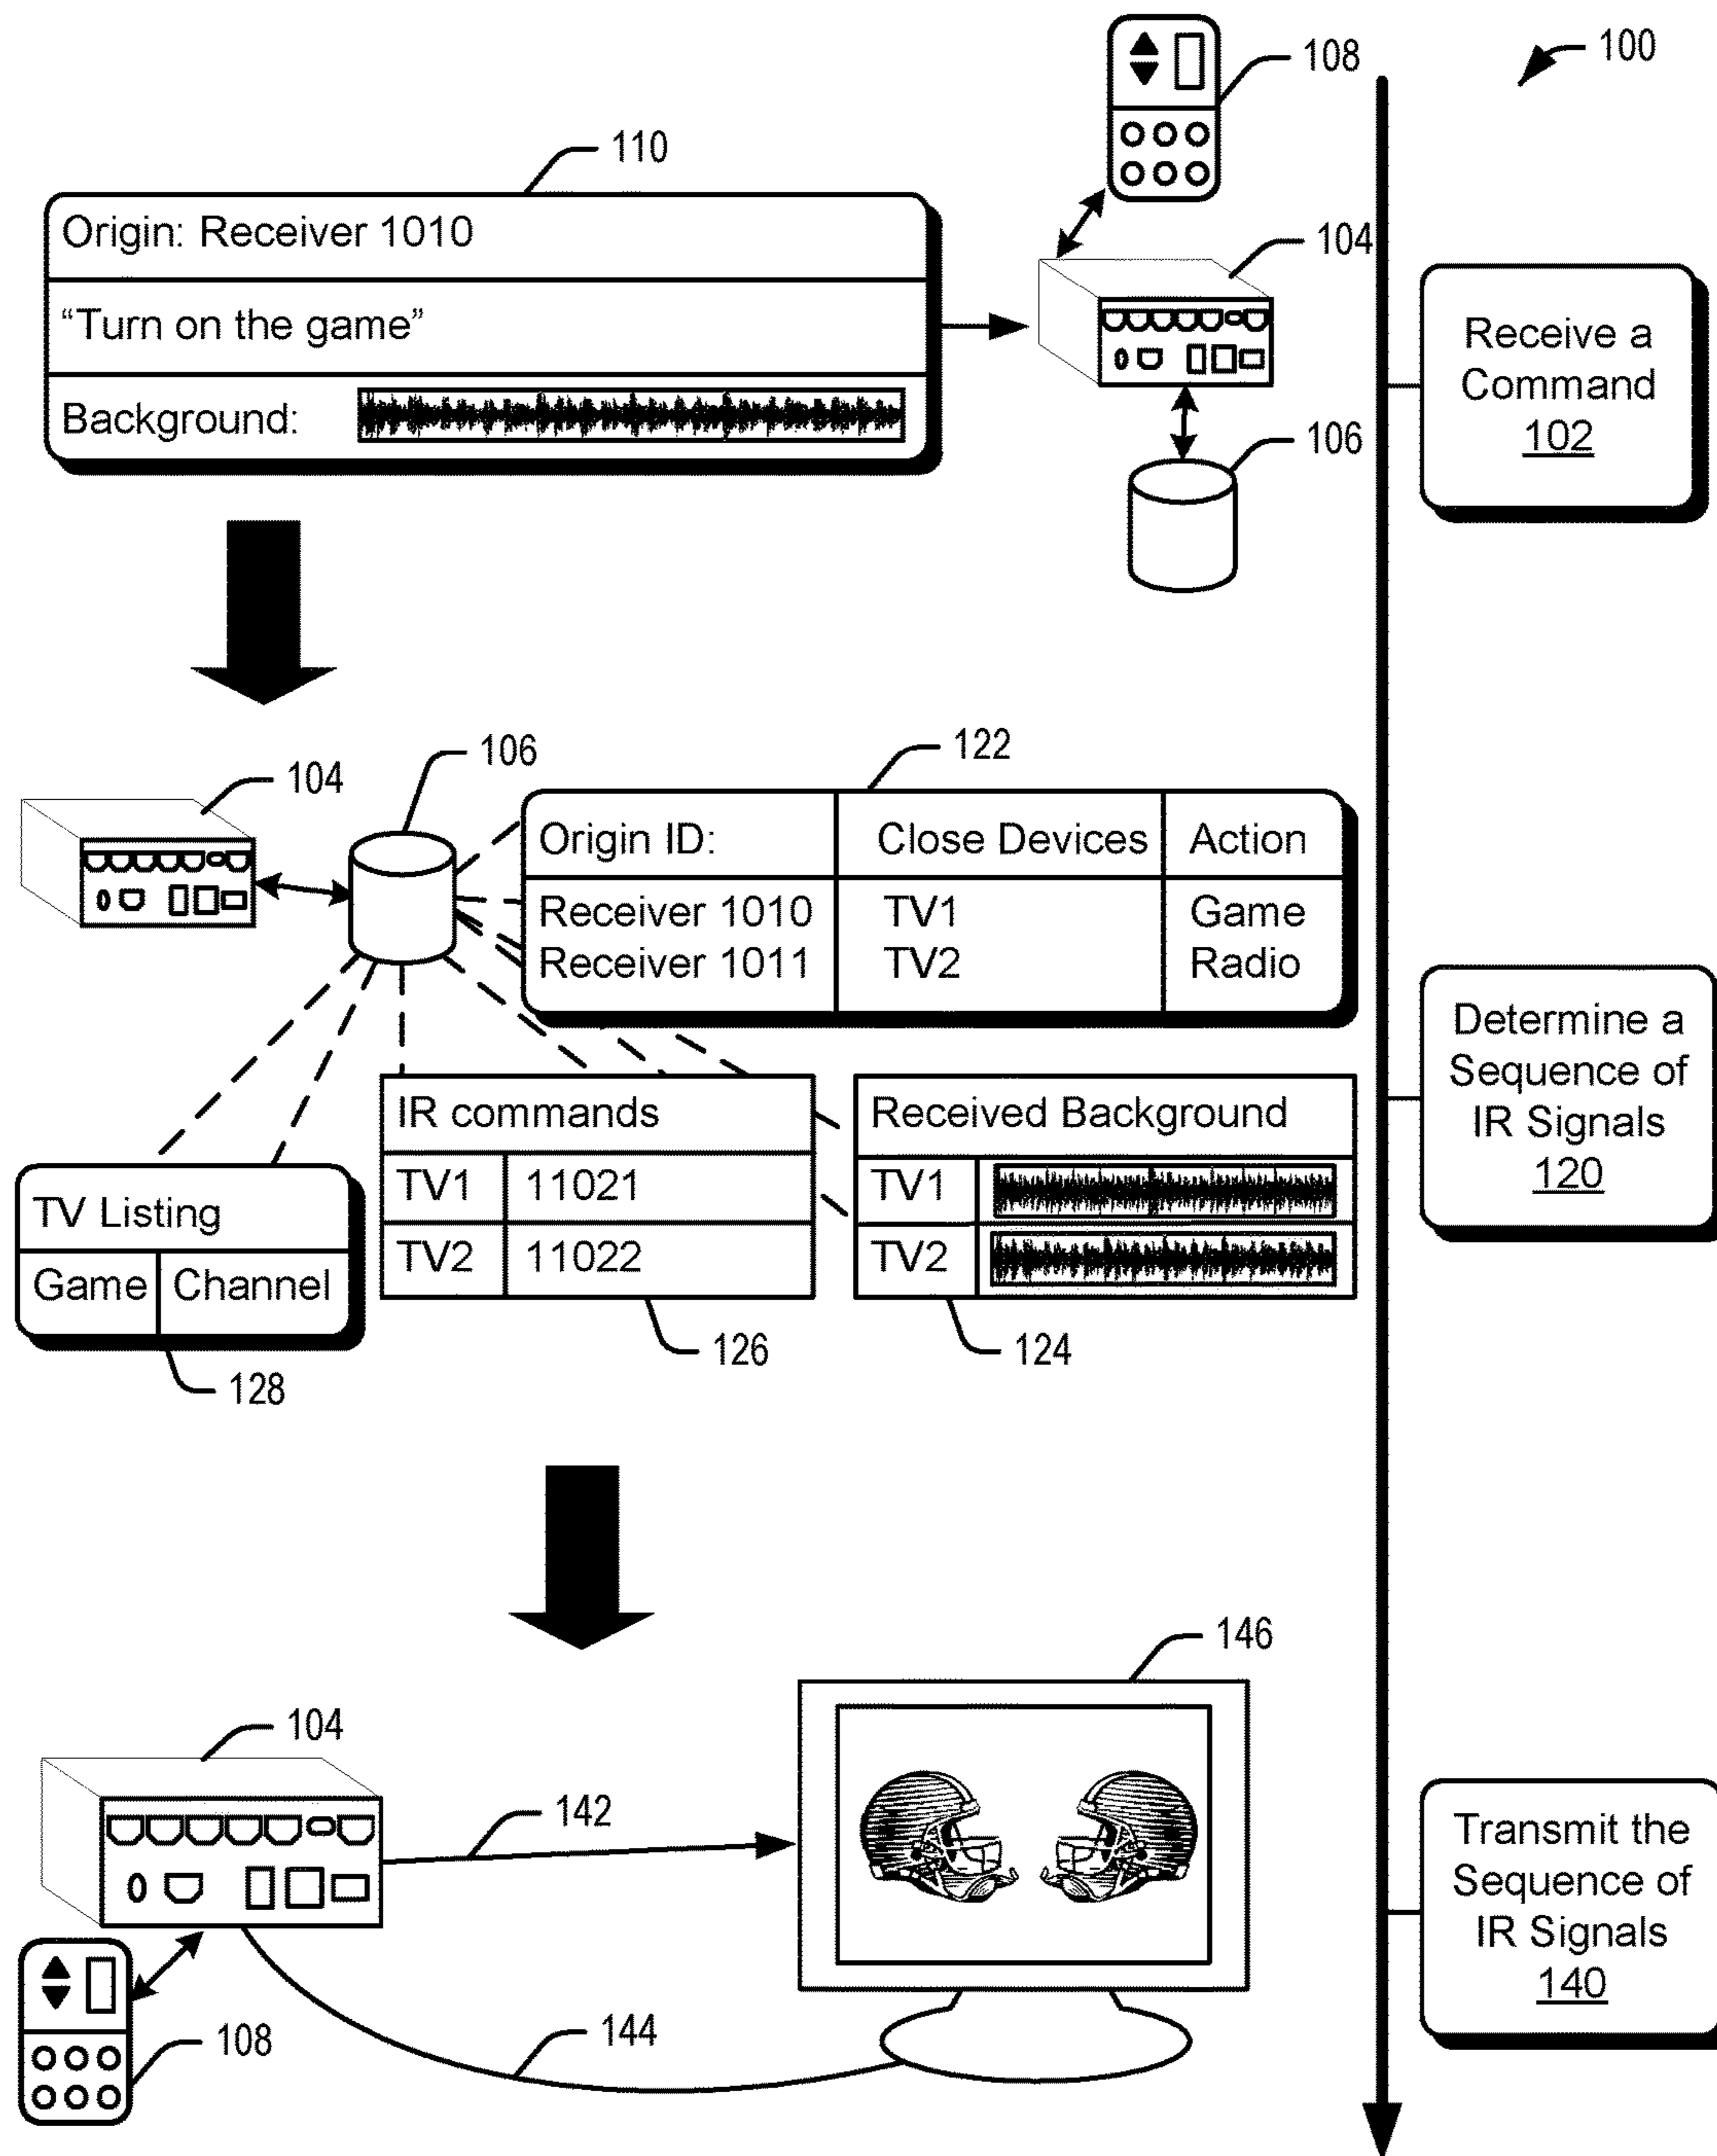 100
108
110
Origin: Receiver 1010
104
“Turn on the game”
Background:
106
Receive a
Command
102
104
106
122
Origin ID: Close Devices Action
Receiver 1010 TV1 Game
Receiver 1011 TV2 Radio
IR commands
TV1 11021
TV2 11022
Received Background
TV1
TV2
TV Listing
Game Channel
126
124
128
Determine a
Sequence of
IR Signals
120
146
104
142
144
108
Transmit the
Sequence of
IR Signals
140